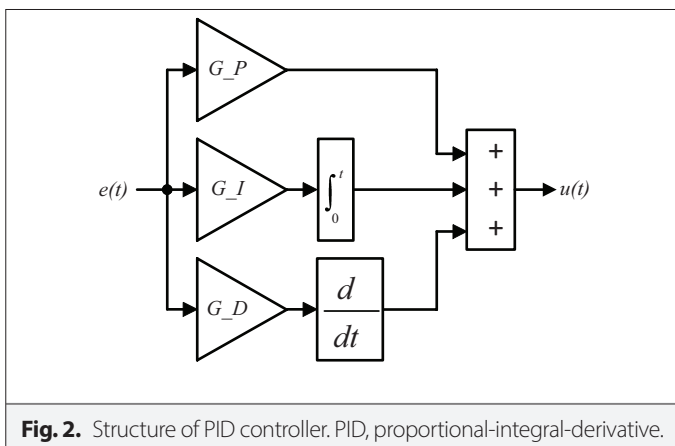 G_P
+
e(t)
G_I
∫₀ᵗ
+
u(t)
+
G_D
d
dt
Fig. 2. Structure of PID controller. PID, proportional-integral-derivative.